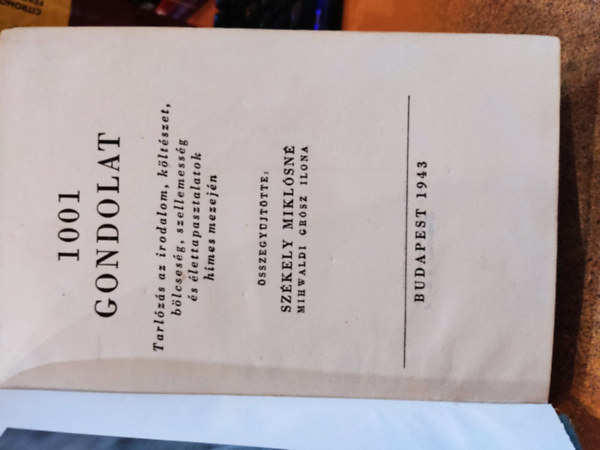 1001
GONDOLAT
Tarlózás az irodalom, költészet,
bölcseség, szellemesség
és élettapasztalatok
hímes mezején
ÖSSZEGYÜJTÖTTE:
SZÉKELY MIKLÓSNÉ
MIHWALDI GRÓSZ ILONA
BUDAPEST 1943